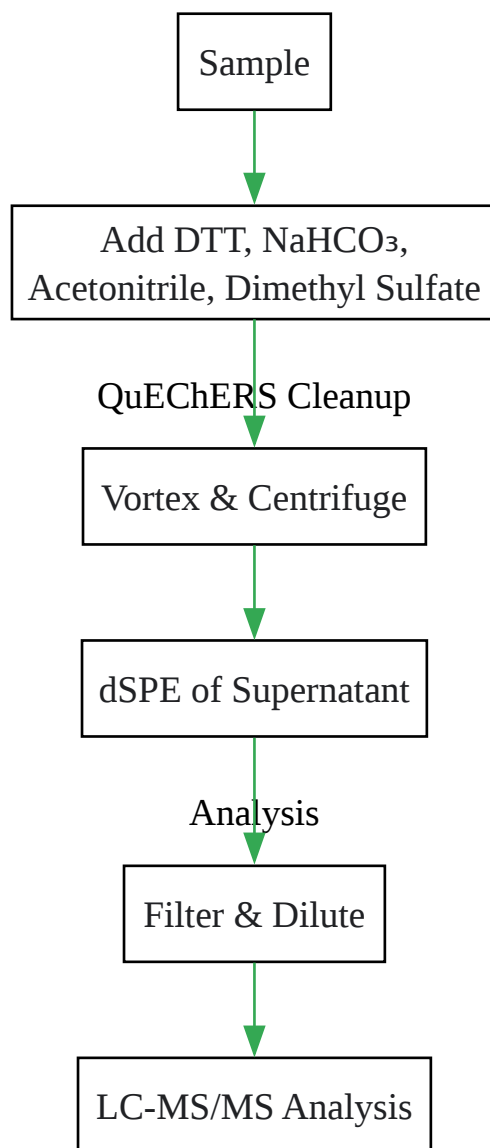 Sample
Add DTT, NaHCO₃,
Acetonitrile, Dimethyl Sulfate
QuEChERS Cleanup
Vortex & Centrifuge
dSPE of Supernatant
Analysis
Filter & Dilute
LC-MS/MS Analysis